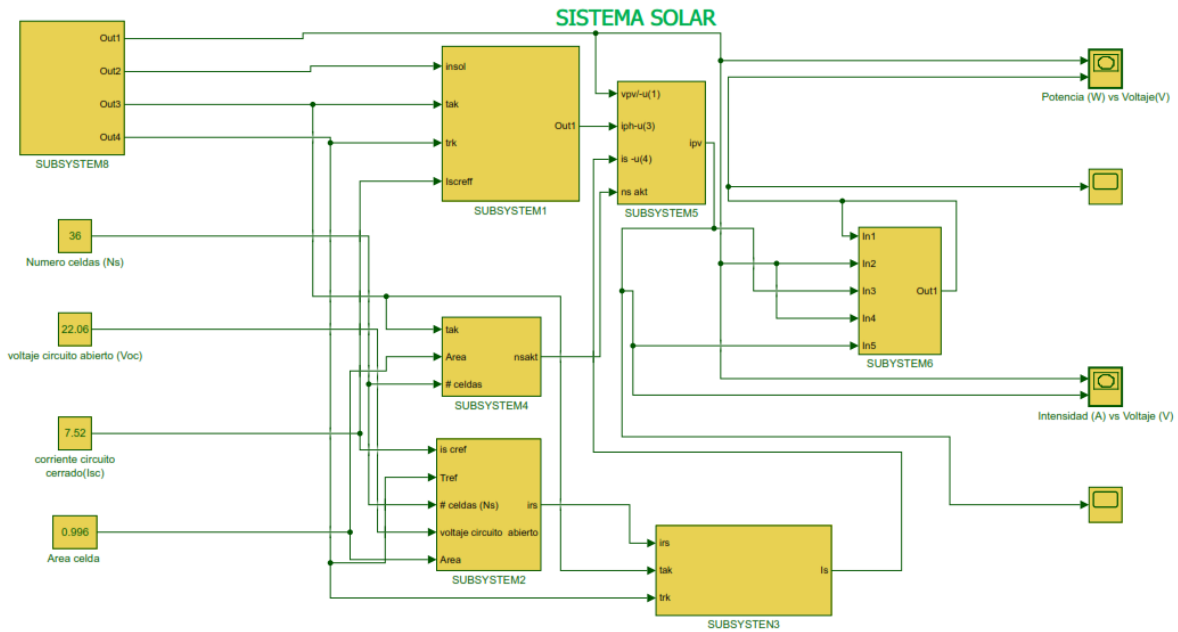 SISTEMA SOLAR
Out1
Out2
Out3
Out4
SUBSYSTEM8
insol
tak
trk
Iscreff
Out1
SUBSYSTEM1
vpv/-u(1)
iph-u(3)
is -u(4)
ns akt
ipv
SUBSYSTEM5
Potencia (W) vs Voltaje(V)
36
Numero celdas (Ns)
In1
In2
In3
In4
In5
Out1
SUBYSTEM6
22.06
voltaje circuito abierto (Voc)
tak
Area
# celdas
nsakt
SUBSYSTEM4
Intensidad (A) vs Voltaje (V)
7.52
corriente circuito
cerrado(Isc)
is cref
Tref
# celdas (Ns)
voltaje circuito abierto
Area
irs
SUBSYSTEM2
0.996
Area celda
irs
tak
trk
Is
SUBSYSTEN3